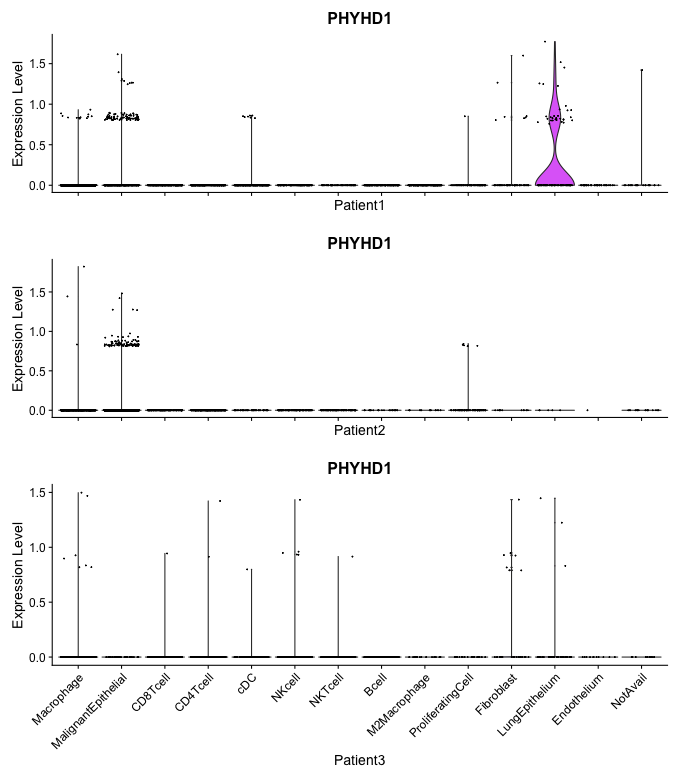 PHYHD1
Expression Level
1.5
1.0
0.5
0.0
Patient1
PHYHD1
Expression Level
1.5
1.0
0.5
0.0
Patient2
PHYHD1
Expression Level
1.5
1.0
0.5
0.0
Macrophage
MalignantEpithelial
CD8Tcell
CD4Tcell
cDC
NKcell
NKTcell
Bcell
M2Macrophage
ProliferatingCell
Fibroblast
LungEpithelium
Endothelium
NotAvail
Patient3